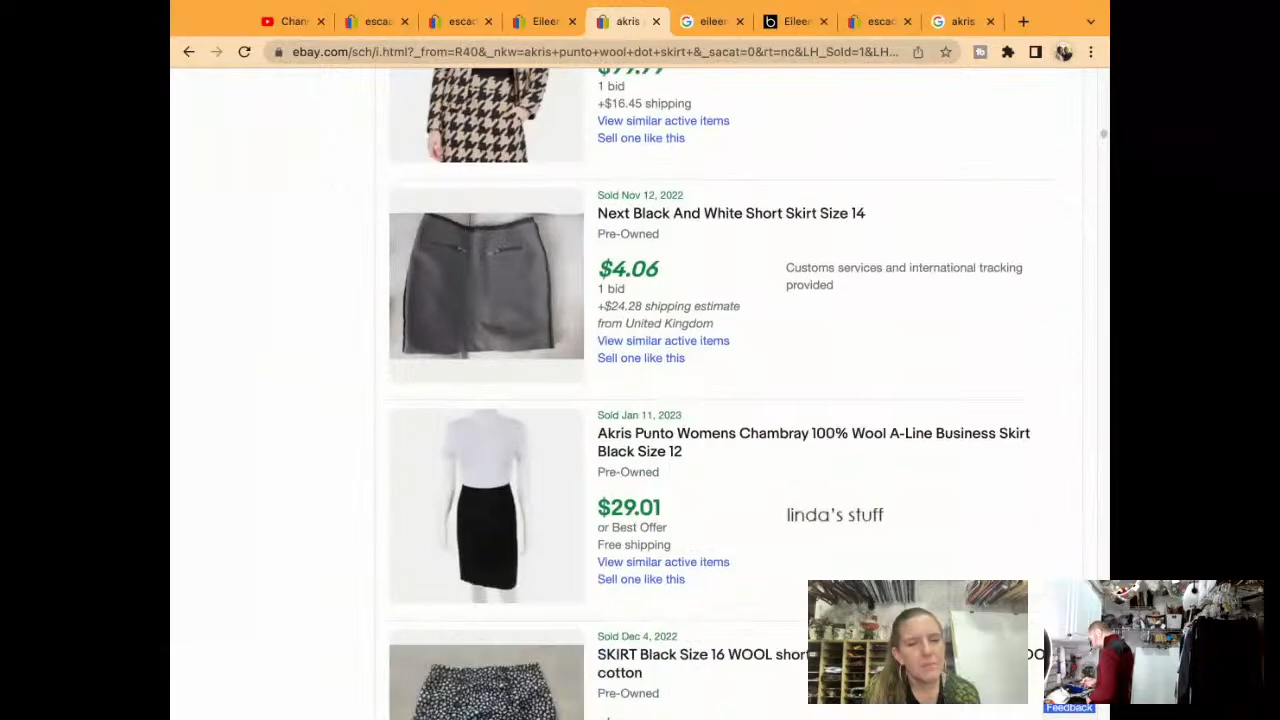 Chan
escac
escac
Eileen
akris
eileen
Eileen
escac
akris
ebay.com/sch/i.html?_from=R40&_nkw=akris+punto+wool+dot+skirt+&_sacat=0&rt=nc&LH_Sold=1&LH...
1 bid
+$16.45 shipping
View similar active items
Sell one like this
Sold Nov 12, 2022
Next Black And White Short Skirt Size 14
Pre-Owned
$4.06
Customs services and international tracking
provided
1 bid
+$24.28 shipping estimate
from United Kingdom
View similar active items
Sell one like this
Sold Jan 11, 2023
Akris Punto Womens Chambray 100% Wool A-Line Business Skirt
Black Size 12
Pre-Owned
$29.01
linda's stuff
or Best Offer
Free shipping
View similar active items
Sell one like this
Sold Dec 4, 2022
SKIRT Black Size 16 WOOL short
cotton
Pre-Owned
Feedback